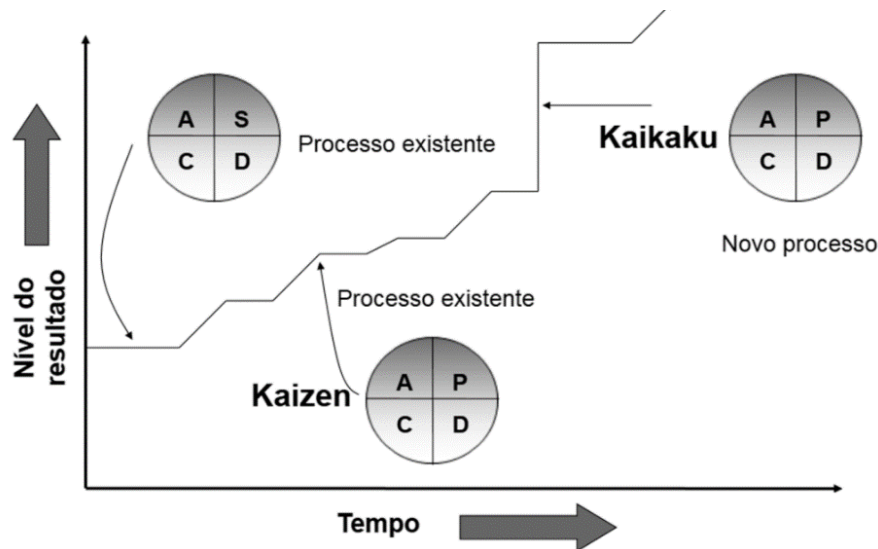 A S
C D
Processo existente
Kaikaku
A P
C D
Novo processo
Nível do
resultado
Processo existente
Kaizen
A P
C D
Tempo